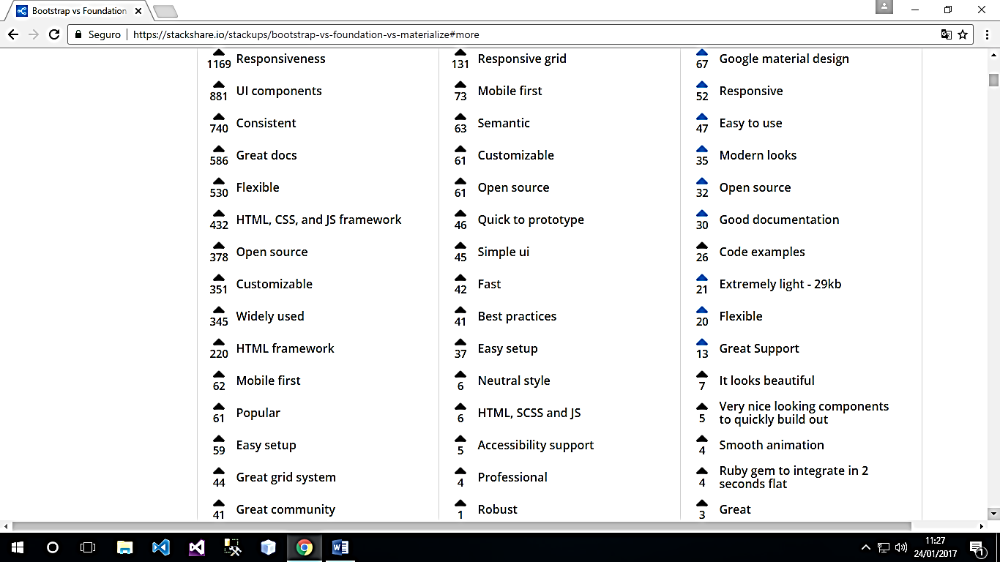 Bootstrap vs Foundation
Seguro
https://stackshare.io/stackups/bootstrap-vs-foundation-vs-materialize#more
1169 Responsiveness
881 UI components
740 Consistent
586 Great docs
530 Flexible
432 HTML, CSS, and JS framework
378 Open source
351 Customizable
345 Widely used
220 HTML framework
62 Mobile first
61 Popular
59 Easy setup
44 Great grid system
41 Great community
131 Responsive grid
73 Mobile first
63 Semantic
61 Customizable
61 Open source
46 Quick to prototype
45 Simple ui
42 Fast
41 Best practices
37 Easy setup
6 Neutral style
6 HTML, SCSS and JS
5 Accessibility support
4 Professional
1 Robust
67 Google material design
52 Responsive
47 Easy to use
35 Modern looks
32 Open source
30 Good documentation
26 Code examples
21 Extremely light - 29kb
20 Flexible
13 Great Support
7 It looks beautiful
5 Very nice looking components
to quickly build out
4 Smooth animation
4 Ruby gem to integrate in 2
seconds flat
3 Great
11:27
24/01/2017
1